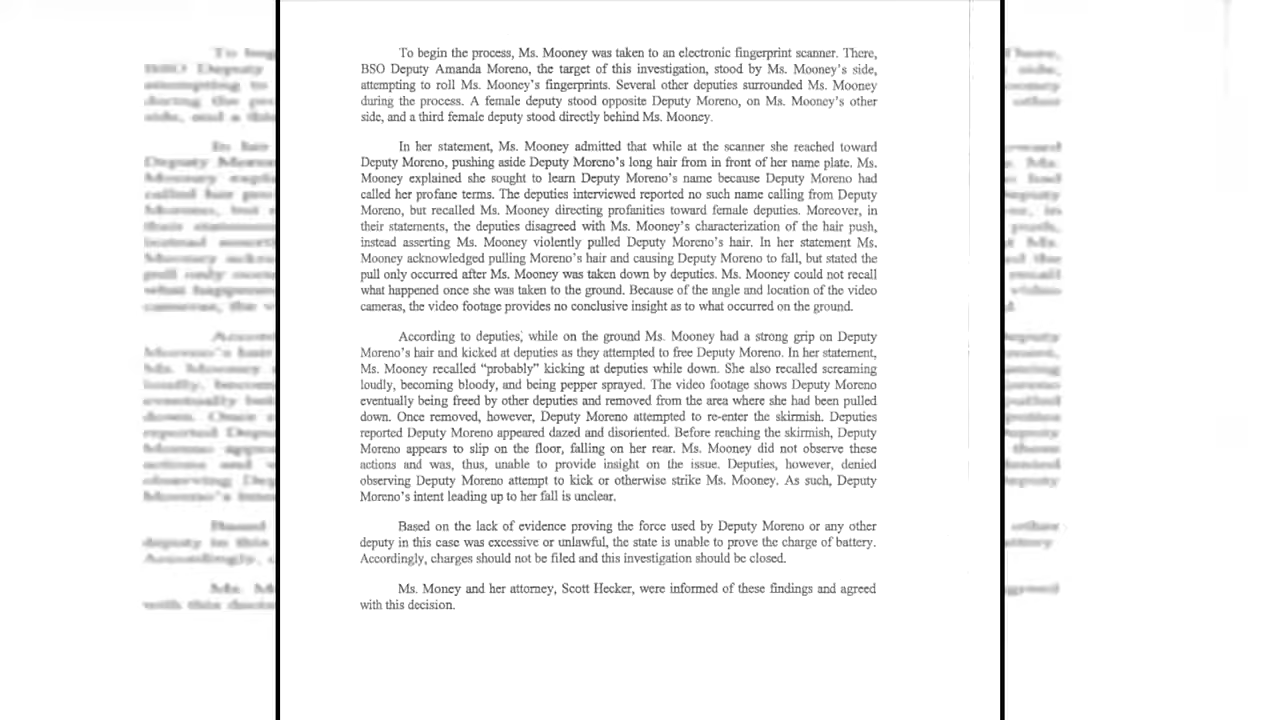 To begin the process, Ms. Mooney was taken to an electronic fingerprint scanner. There,
BSO Deputy Amanda Moreno, the target of this investigation, stood by Ms. Mooney's side,
attempting to roll Ms. Mooney's fingerprints. Several other deputies surrounded Ms. Mooney
during the process. A female deputy stood opposite Deputy Moreno, on Ms. Mooney's other
side, and a third female deputy stood directly behind Ms. Mooney.
In her statement, Ms. Mooney admitted that while at the scanner she reached toward
Deputy Moreno, pushing aside Deputy Moreno's long hair from in front of her name plate. Ms.
Mooney explained she sought to learn Deputy Moreno's name because Deputy Moreno had
called her profane terms. The deputies interviewed reported no such name calling from Deputy
Moreno, but recalled Ms. Mooney directing profanities toward female deputies. Moreover, in
their statements, the deputies disagreed with Ms. Mooney's characterization of the hair push,
instead asserting Ms. Mooney violently pulled Deputy Moreno's hair. In her statement Ms.
Mooney acknowledged pulling Moreno's hair and causing Deputy Moreno to fall, but stated the
pull only occurred after Ms. Mooney was taken down by deputies. Ms. Mooney could not recall
what happened once she was taken to the ground. Because of the angle and location of the video
cameras, the video footage provides no conclusive insight as to what occurred on the ground.
According to deputies, while on the ground Ms. Mooney had a strong grip on Deputy
Moreno's hair and kicked at deputies as they attempted to free Deputy Moreno. In her statement,
Ms. Mooney recalled "probably" kicking at deputies while down. She also recalled screaming
loudly, becoming bloody, and being pepper sprayed. The video footage shows Deputy Moreno
eventually being freed by other deputies and removed from the area where she had been pulled
down. Once removed, however, Deputy Moreno attempted to re-enter the skirmish. Deputies
reported Deputy Moreno appeared dazed and disoriented. Before reaching the skirmish, Deputy
Moreno appears to slip on the floor, falling on her rear. Ms. Mooney did not observe these
actions and was, thus, unable to provide insight on the issue. Deputies, however, denied
observing Deputy Moreno attempt to kick or otherwise strike Ms. Mooney. As such, Deputy
Moreno's intent leading up to her fall is unclear.
Based on the lack of evidence proving the force used by Deputy Moreno or any other
deputy in this case was excessive or unlawful, the state is unable to prove the charge of battery.
Accordingly, charges should not be filed and this investigation should be closed.
Ms. Money and her attorney, Scott Hecker, were informed of these findings and agreed
with this decision.